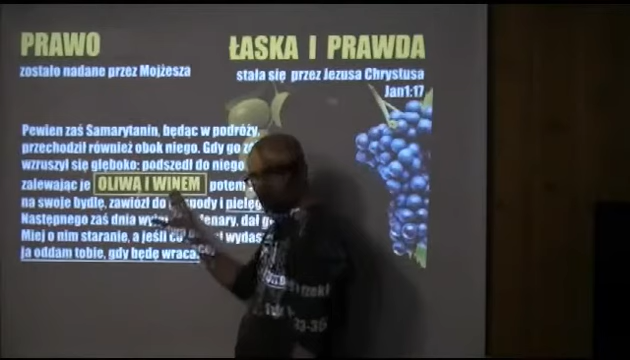 PRAWO
zostało nadane przez Mojżesza
ŁASKA I PRAWDA
stała się przez Jezusa Chrystusa
Jan1:17
Pewien zaś Samarytanin, będąc w podróży,
przechodził również obok niego. Gdy go
wzruszył się głęboko: podszedł do niego
zalewając je OLIWĄ I WINEM potem
na swoje bydlę, zawiózł do
Następnego zaś dnia
Miej o nim staranie, a jeśli co
ja oddam tobie, gdy będę
33-35